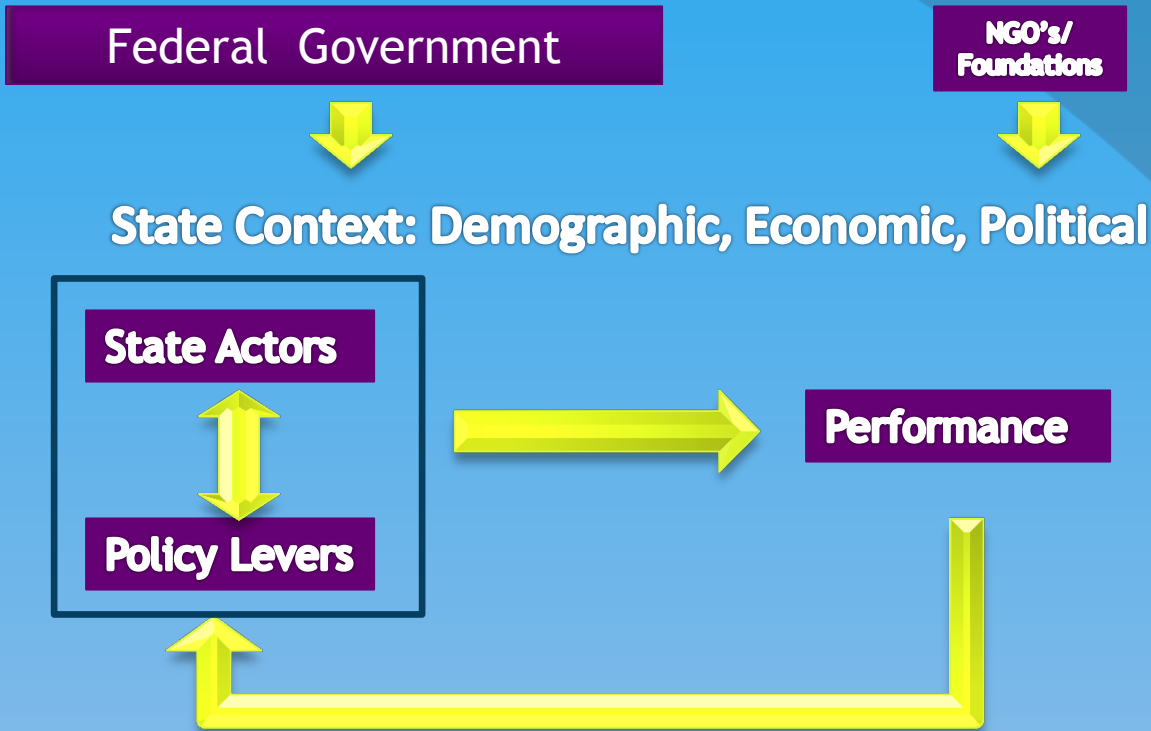 Federal Government
NGO's/
Foundations
State Context: Demographic, Economic, Political
State Actors
Performance
Policy Levers